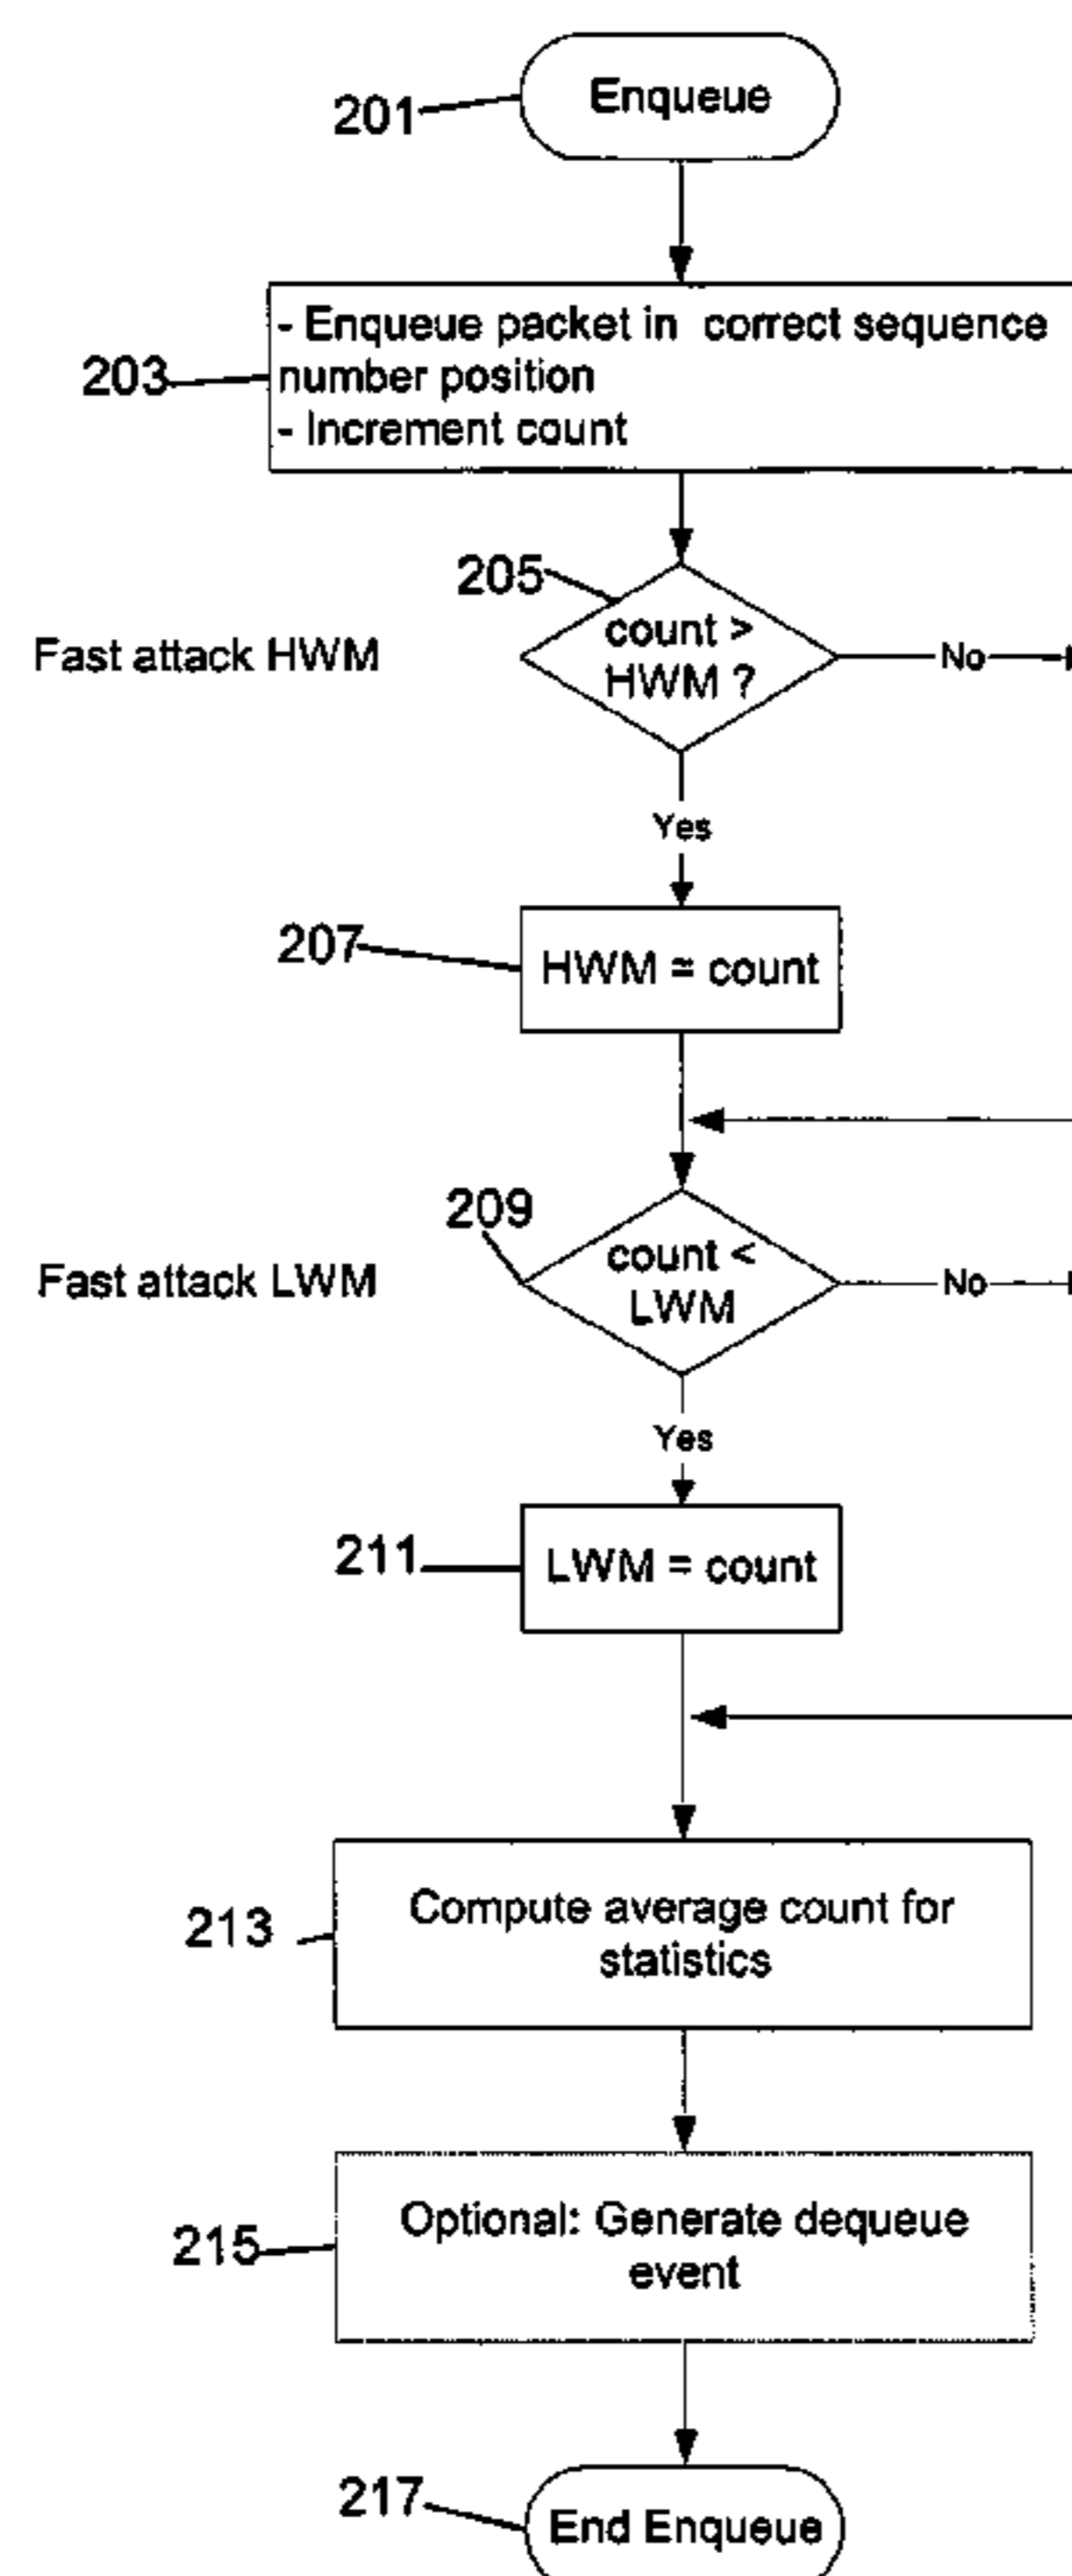 201
Enqueue
203
- Enqueue packet in correct sequence
number position
- Increment count
205
Fast attack HWM
count >
HWM ?
No
Yes
207
HWM = count
209
Fast attack LWM
count <
LWM
No
Yes
211
LWM = count
213
Compute average count for
statistics
215
Optional: Generate dequeue
event
217
End Enqueue